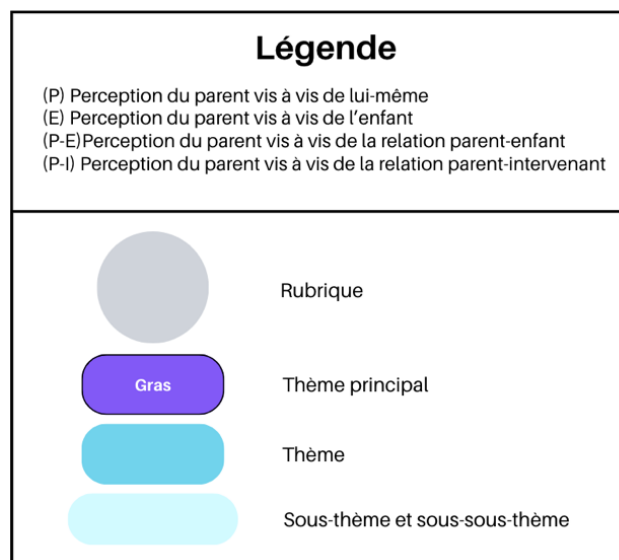 Légende
(P) Perception du parent vis à vis de lui-même
(E) Perception du parent vis à vis de l'enfant
(P-E)Perception du parent vis à vis de la relation parent-enfant
(P-I) Perception du parent vis à vis de la relation parent-intervenant
Rubrique
Gras
Thème principal
Thème
Sous-thème et sous-sous-thème